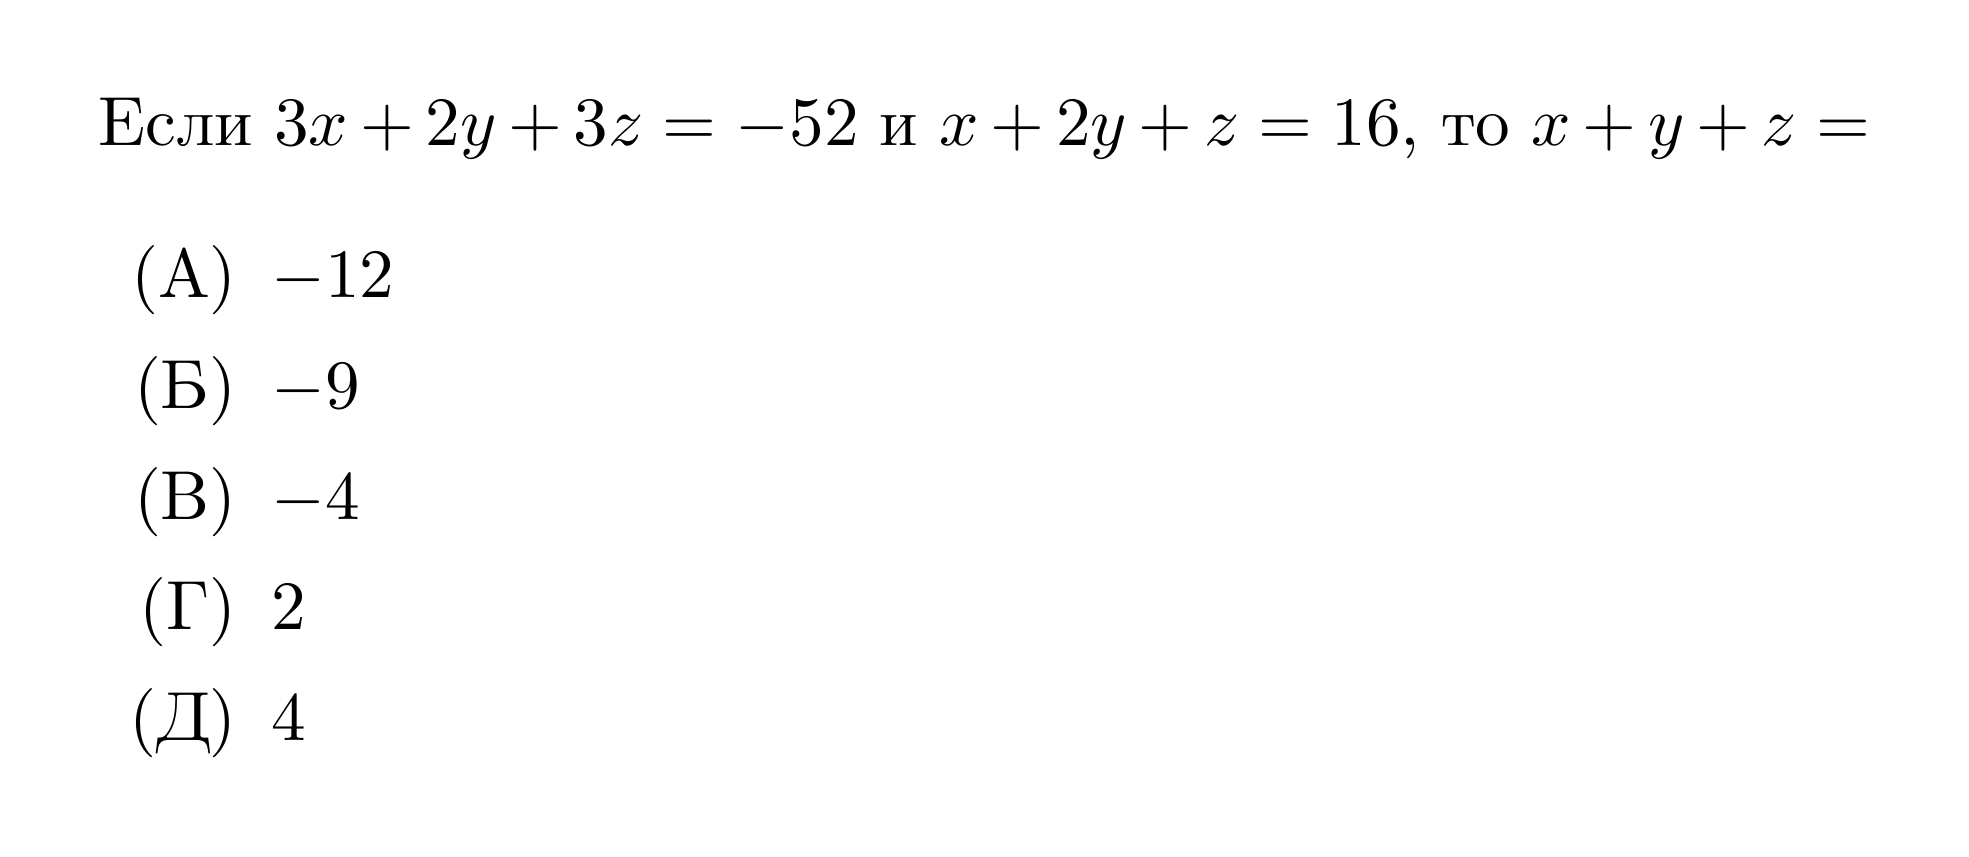 Если 3x + 2y + 3z = −52 и x + 2y + z = 16, то x + y + z =
(А) −12
(Б) −9
(В) −4
(Г) 2
(Д) 4